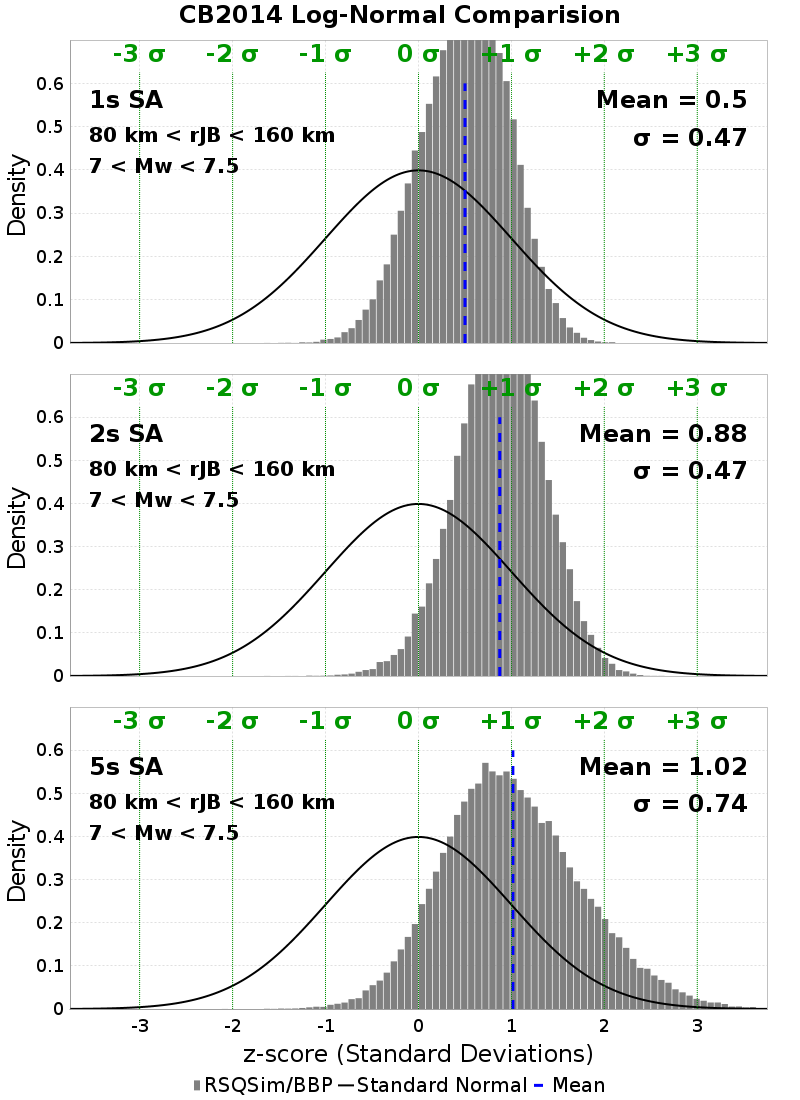 CB2014 Log-Normal Comparision
-3 σ -2 σ -1 σ 0 σ +1 σ +2 σ +3 σ
0.6
0.5
0.4
0.3
0.2
0.1
0
Density
1s SA
80 km < rJB < 160 km
7 < Mw < 7.5
Mean = 0.5
σ = 0.47
-3 σ -2 σ -1 σ 0 σ +1 σ +2 σ +3 σ
0.6
0.5
0.4
0.3
0.2
0.1
0
Density
2s SA
80 km < rJB < 160 km
7 < Mw < 7.5
Mean = 0.88
σ = 0.47
-3 σ -2 σ -1 σ 0 σ +1 σ +2 σ +3 σ
0.6
0.5
0.4
0.3
0.2
0.1
0
Density
5s SA
80 km < rJB < 160 km
7 < Mw < 7.5
Mean = 1.02
σ = 0.74
-3 -2 -1 0 1 2 3
z-score (Standard Deviations)
RSQSim/BBP Standard Normal Mean